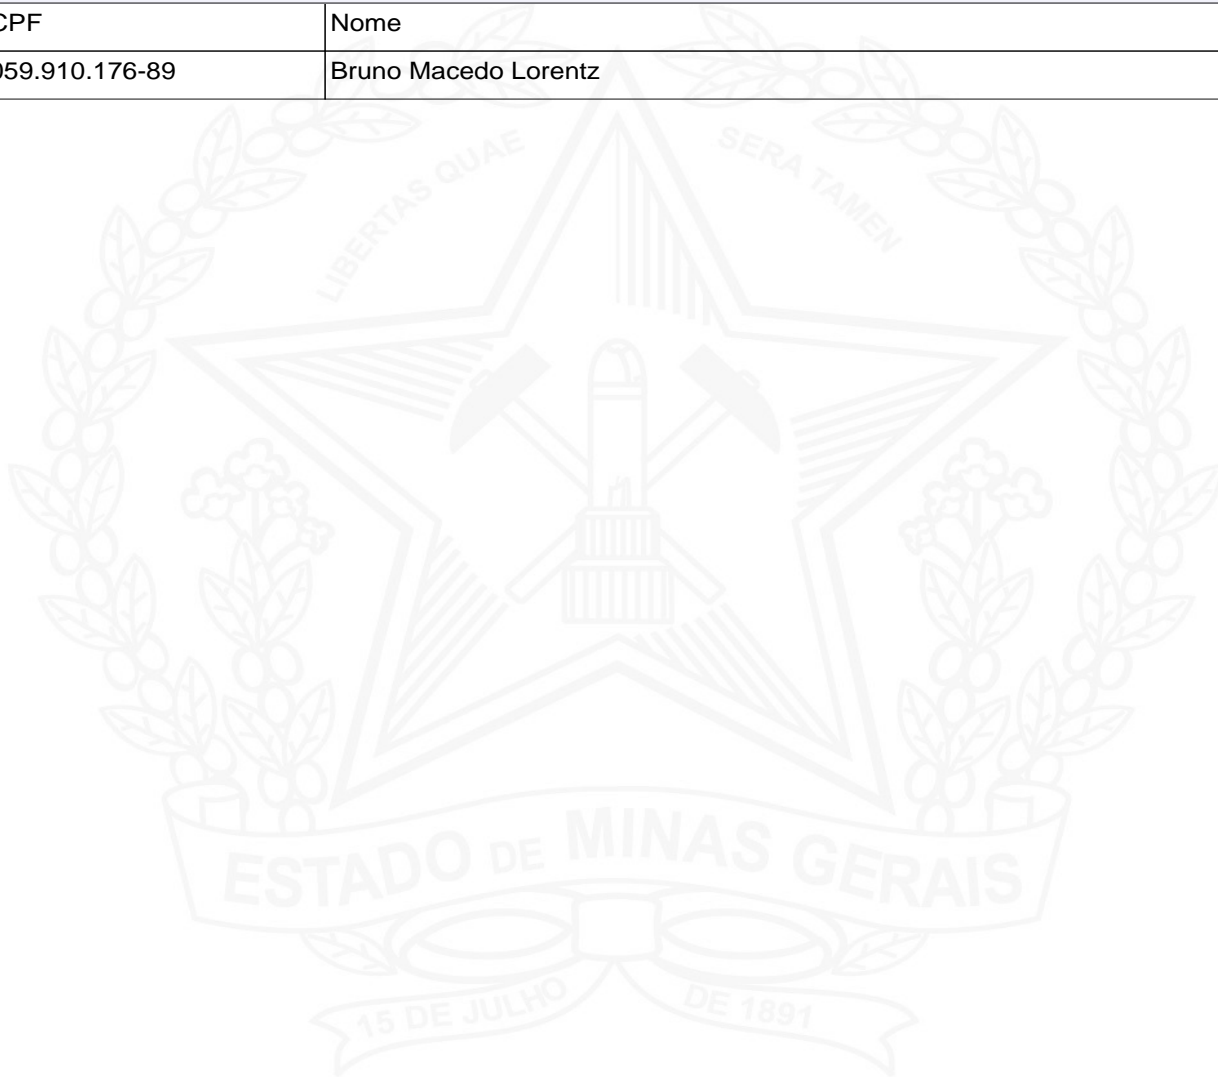 CPF Nome
059.910.176-89 Bruno Macedo Lorentz
LIBERTAS QUAE SERA TAMEN
ESTADO DE MINAS GERAIS
15 DE JULHO DE 1891